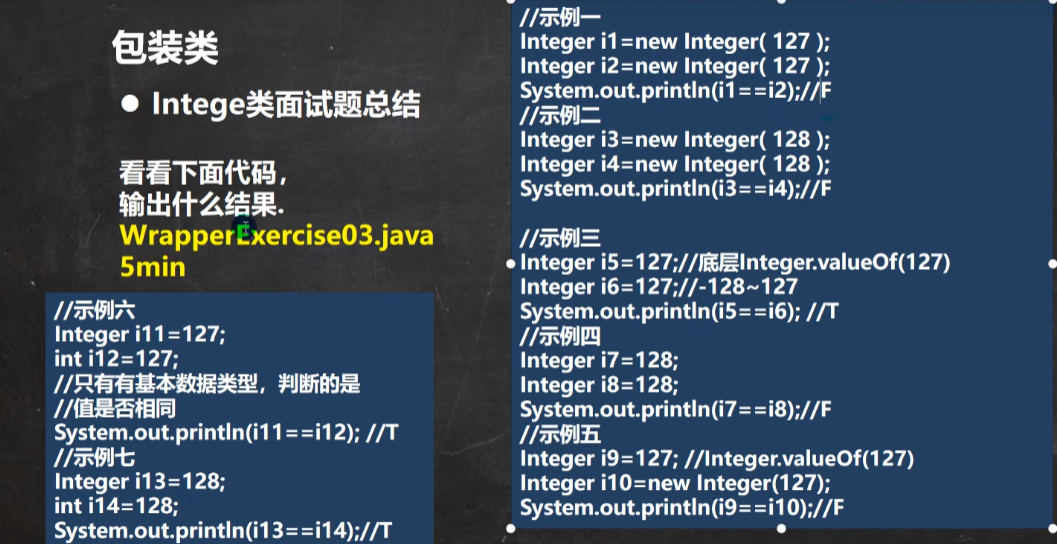 包装类
● Intege类面试题总结
看看下面代码，
输出什么结果.
WrapperExercise03.java
5min
//示例六
Integer i11=127;
int i12=127;
//只有有基本数据类型，判断的是
//值是否相同
System.out.println(i11==i12); //T
//示例七
Integer i13=128;
int i14=128;
System.out.println(i13==i14);//T
//示例一
Integer i1=new Integer( 127 );
Integer i2=new Integer( 127 );
System.out.println(i1==i2);//F
//示例二
Integer i3=new Integer( 128 );
Integer i4=new Integer( 128 );
System.out.println(i3==i4);//F
//示例三
Integer i5=127;//底层Integer.valueOf(127)
Integer i6=127;//-128~127
System.out.println(i5==i6); //T
//示例四
Integer i7=128;
Integer i8=128;
System.out.println(i7==i8);//F
//示例五
Integer i9=127; //Integer.valueOf(127)
Integer i10=new Integer(127);
System.out.println(i9==i10);//F